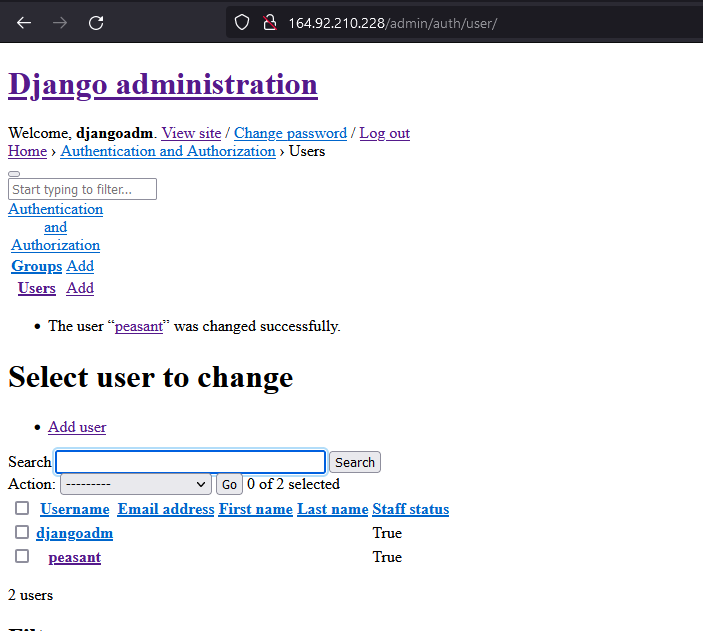 164.92.210.228/admin/auth/user/
Django administration
Welcome, djangoadm. View site / Change password / Log out
Home › Authentication and Authorization › Users
Start typing to filter...
Authentication
and
Authorization
Groups Add
Users Add
• The user “peasant” was changed successfully.
Select user to change
• Add user
Search Search
Action: --------- Go 0 of 2 selected
Username Email address First name Last name Staff status
djangoadm True
peasant True
2 users